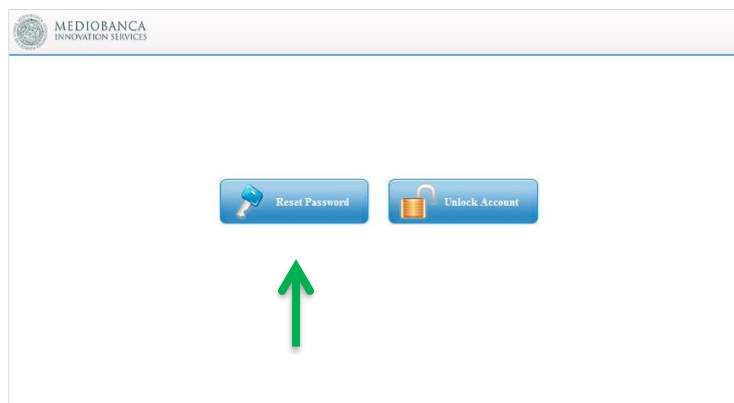 MEDIOBANCA
INNOVATION SERVICES
Reset Password
Unlock Account